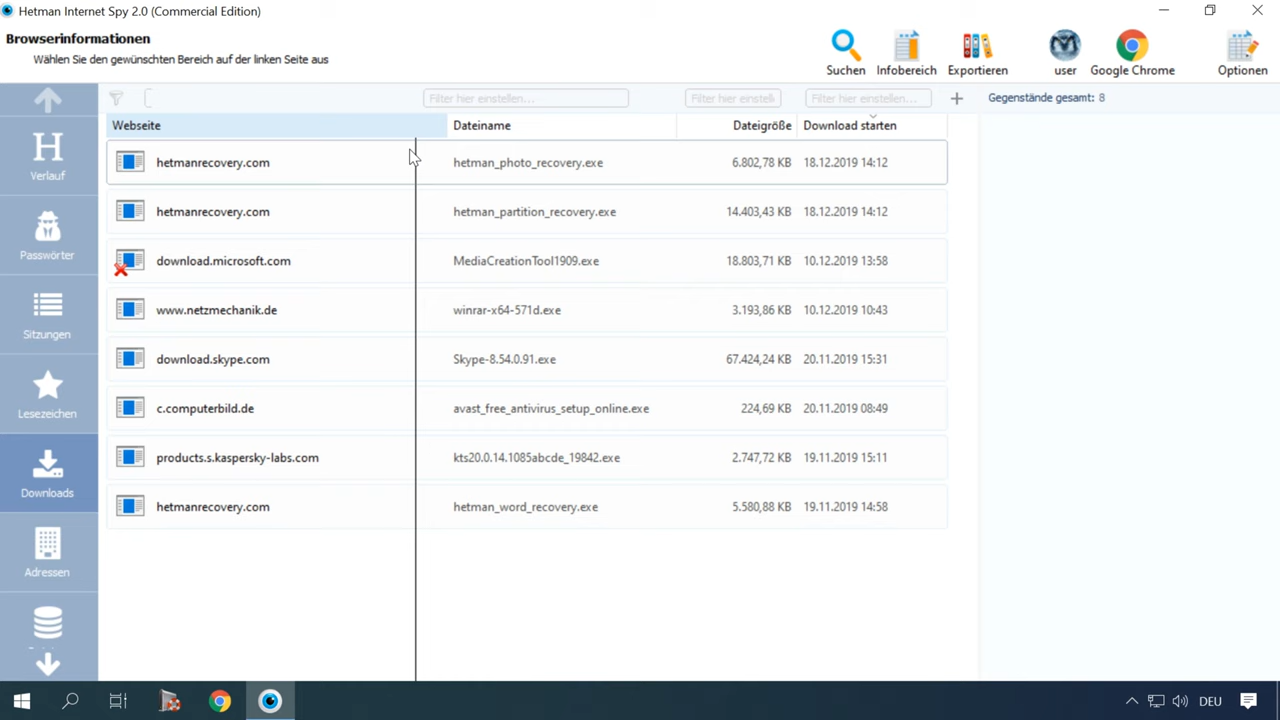 Hetman Internet Spy 2.0 (Commercial Edition)
Browserinformationen
Wählen Sie den gewünschten Bereich auf der linken Seite aus
Suchen Infobereich Exportieren user Google Chrome Optionen
Filter hier einstellen... Filter hier einstell Filter hier einstellen... Gegenstände gesamt: 8
Webseite Dateiname Dateigröße Download starten
hetmanrecovery.com hetman_photo_recovery.exe 6.802,78 KB 18.12.2019 14:12
hetmanrecovery.com hetman_partition_recovery.exe 14.403,43 KB 18.12.2019 14:12
download.microsoft.com MediaCreationTool1909.exe 18.803,71 KB 10.12.2019 13:58
www.netzmechanik.de winrar-x64-571d.exe 3.193,86 KB 10.12.2019 10:43
download.skype.com Skype-8.54.0.91.exe 67.424,24 KB 20.11.2019 15:31
c.computerbild.de avast_free_antivirus_setup_online.exe 224,69 KB 20.11.2019 08:49
products.s.kaspersky-labs.com kts20.0.14.1085abcde_19842.exe 2.747,72 KB 19.11.2019 15:11
hetmanrecovery.com hetman_word_recovery.exe 5.580,88 KB 19.11.2019 14:58
Verlauf
Passwörter
Sitzungen
Lesezeichen
Downloads
Adressen
DEU